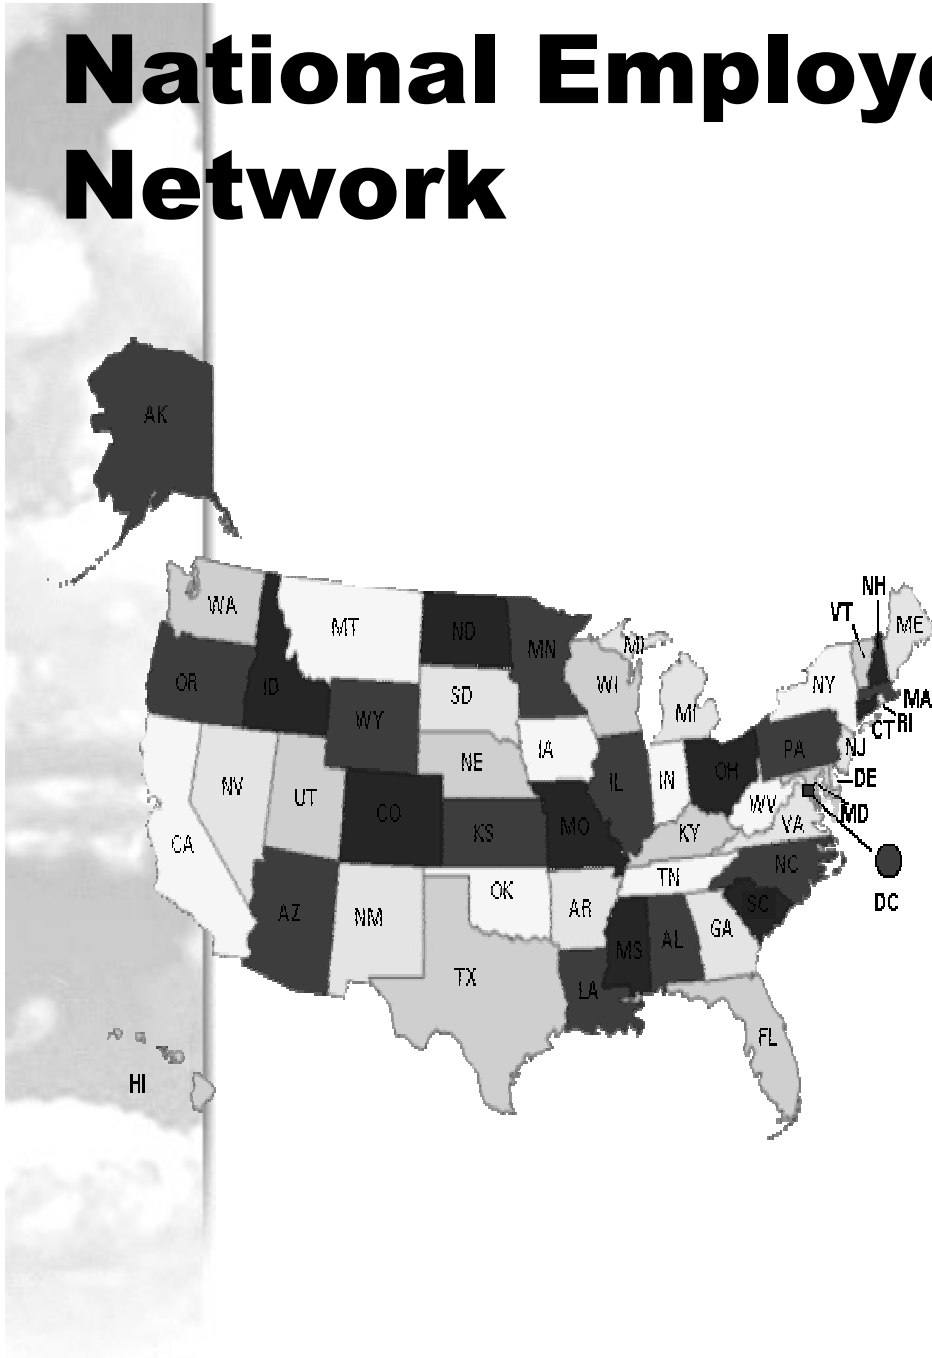 National Employe
Network
AK
NH
VT
ME
WA
MT
ND
MN
MI
OR
ID
WY
SD
WI
MI
NY
MA
RI
CT
IA
PA
NJ
NV
UT
NE
IL
IN
OH
DE
CO
KS
MO
WV
MD
CA
KY
VA
NC
DC
AZ
NM
OK
AR
TN
SC
MS
AL
GA
TX
LA
FL
HI